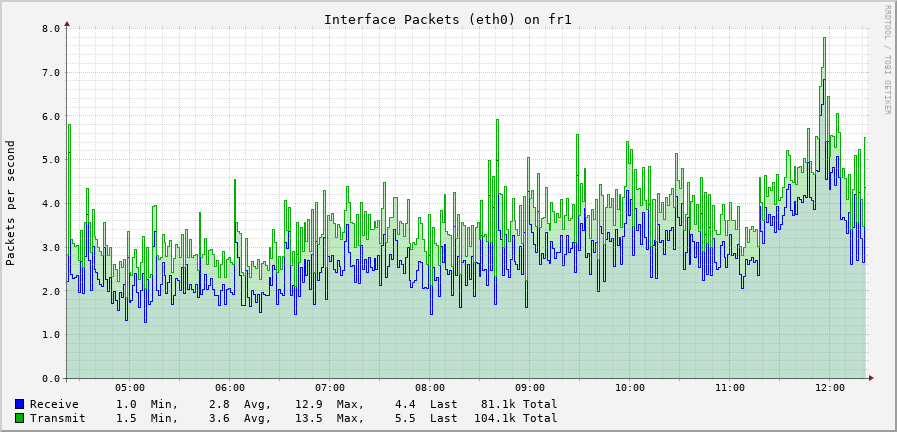 Interface Packets (eth0) on fr1
RRDTOOL / TOBI OETIKER
Packets per second
8.0
7.0
6.0
5.0
4.0
3.0
2.0
1.0
0.0
05:00 06:00 07:00 08:00 09:00 10:00 11:00 12:00
Receive 1.0 Min, 2.8 Avg, 12.9 Max, 4.4 Last 81.1k Total
Transmit 1.5 Min, 3.6 Avg, 13.5 Max, 5.5 Last 104.1k Total